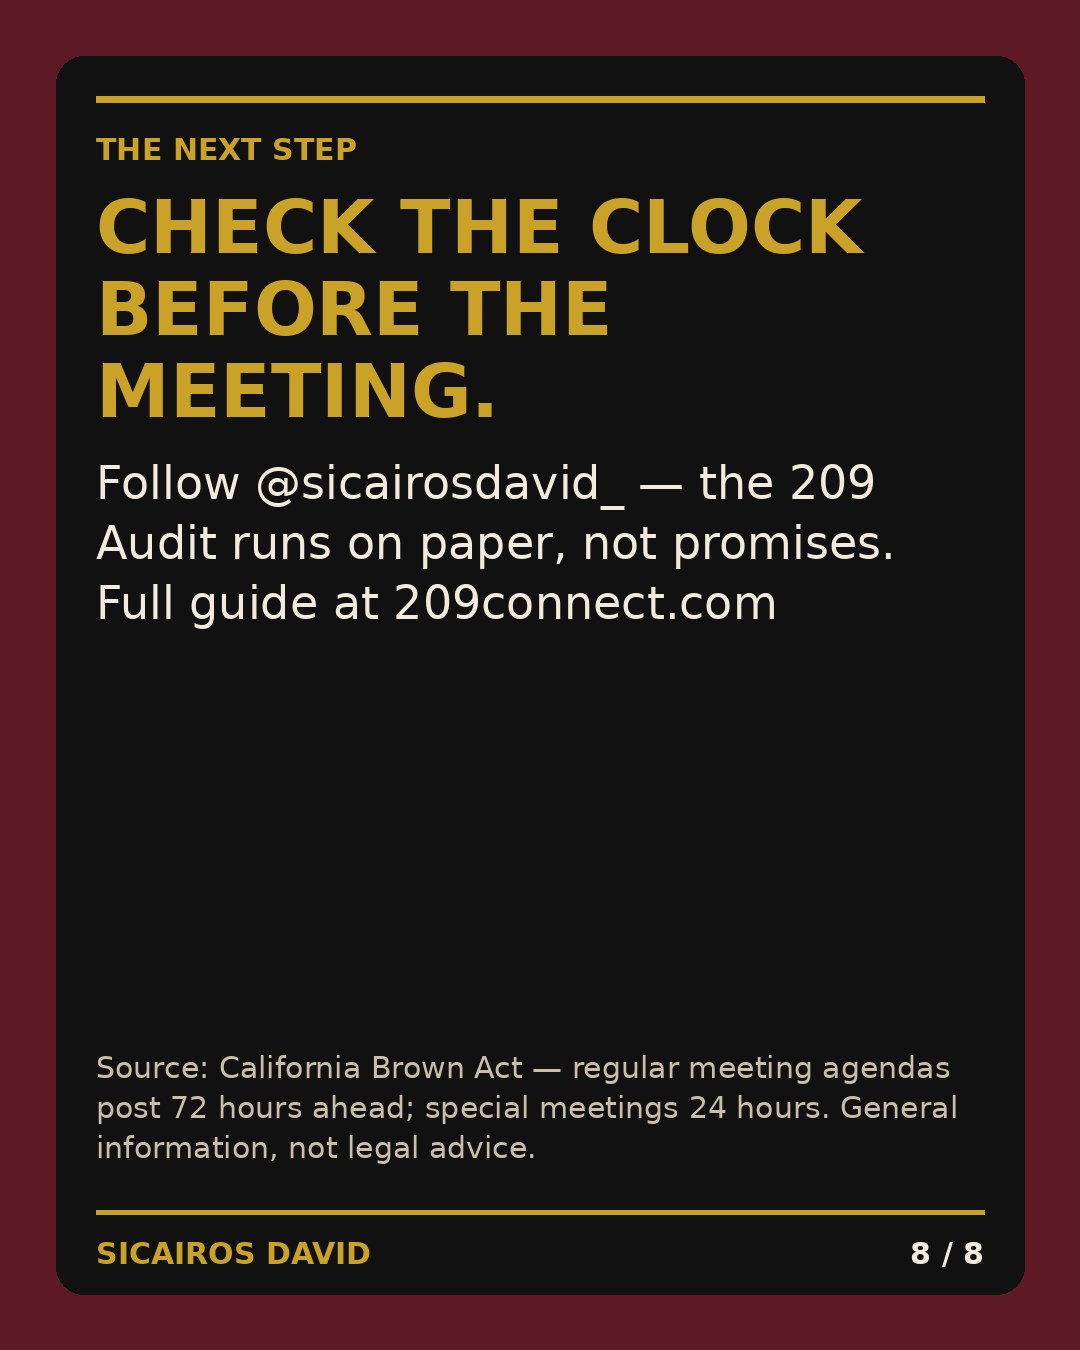 THE NEXT STEP
CHECK THE CLOCK
BEFORE THE
MEETING.
Follow @sicairosdavid_ — the 209
Audit runs on paper, not promises.
Full guide at 209connect.com
Source: California Brown Act — regular meeting agendas
post 72 hours ahead; special meetings 24 hours. General
information, not legal advice.
SICAIROS DAVID
8 / 8